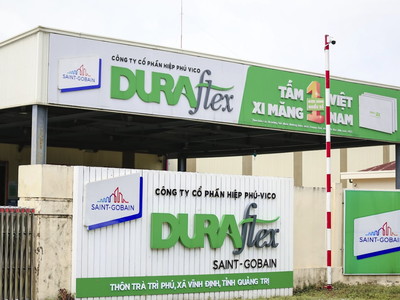 CÔNG TY CỔ PHẦN HIỆP PHÚ-VICO
SAINT-GOBAIN
DURAflex
TẤM 1 VIỆT
XI MĂNG NAM
CÔNG TY CỔ PHẦN HIỆP PHÚ-VICO
SAINT-GOBAIN
DURAflex
SAINT-GOBAIN
THÔN TRÀ TRÌ PHÚ, XÃ VĨNH ĐỊNH, TỈNH QUẢNG TRỊ
SAINT-GOBAIN